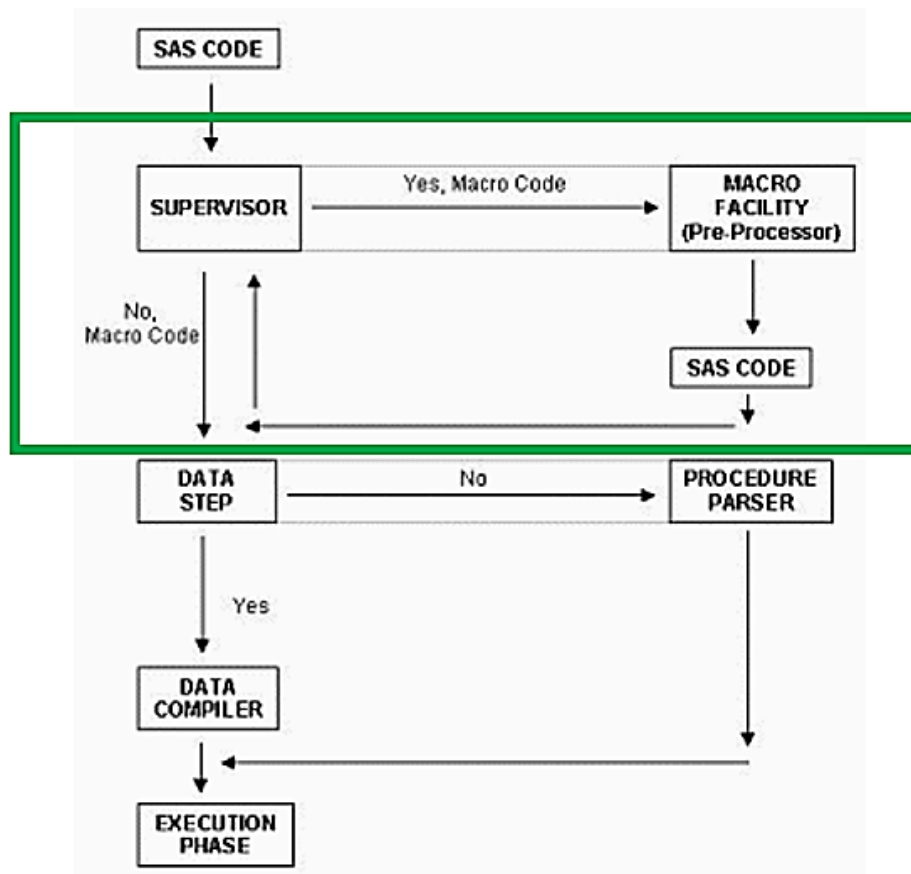 SAS CODE
SUPERVISOR
Yes, Macro Code
MACRO
FACILITY
(Pre-Processor)
No,
Macro Code
SAS CODE
DATA
STEP
No
PROCEDURE
PARSER
Yes
DATA
COMPILER
EXECUTION
PHASE